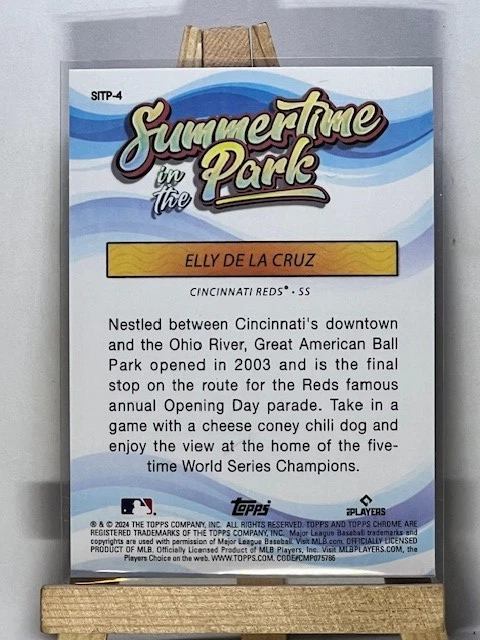 SITP-4
Summertime
in the Park
ELLY DE LA CRUZ
CINCINNATI REDS® • SS
Nestled between Cincinnati's downtown
and the Ohio River, Great American Ball
Park opened in 2003 and is the final
stop on the route for the Reds famous
annual Opening Day parade. Take in a
game with a cheese coney chili dog and
enjoy the view at the home of the five-
time World Series Champions.
Topps
PLAYERS
® & © 2024 THE TOPPS COMPANY, INC. ALL RIGHTS RESERVED. TOPPS AND TOPPS CHROME ARE
REGISTERED TRADEMARKS OF THE TOPPS COMPANY, INC. Major League Baseball trademarks and
copyrights are used with permission of Major League Baseball. Visit MLB.com. OFFICIALLY LICENSED
PRODUCT OF MLB. Officially Licensed Product of MLB Players, Inc. Visit MLBPLAYERS.COM, the
Players Choice on the web. WWW.TOPPS.COM. CODE#CMP075786